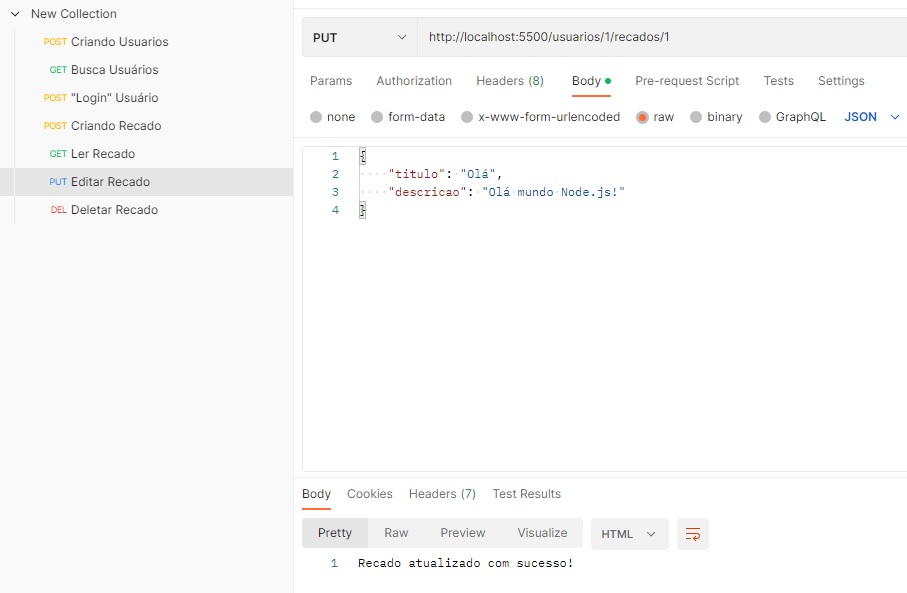 New Collection
POST Criando Usuarios
GET Busca Usuários
POST "Login" Usuário
POST Criando Recado
GET Ler Recado
PUT Editar Recado
DEL Deletar Recado
PUT http://localhost:5500/usuarios/1/recados/1
Params Authorization Headers (8) Body Pre-request Script Tests Settings
none form-data x-www-form-urlencoded raw binary GraphQL JSON
1 {
2 "titulo": "Olá",
3 "descricao": "Olá mundo Node.js!"
4 }
Body Cookies Headers (7) Test Results
Pretty Raw Preview Visualize HTML
1 Recado atualizado com sucesso!